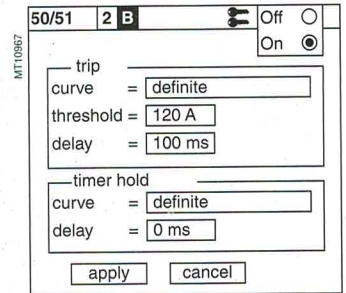 50/51 2 B Off
On
MT10967
trip
curve = definite
threshold = 120 A
delay = 100 ms
timer hold
curve = definite
delay = 0 ms
apply cancel